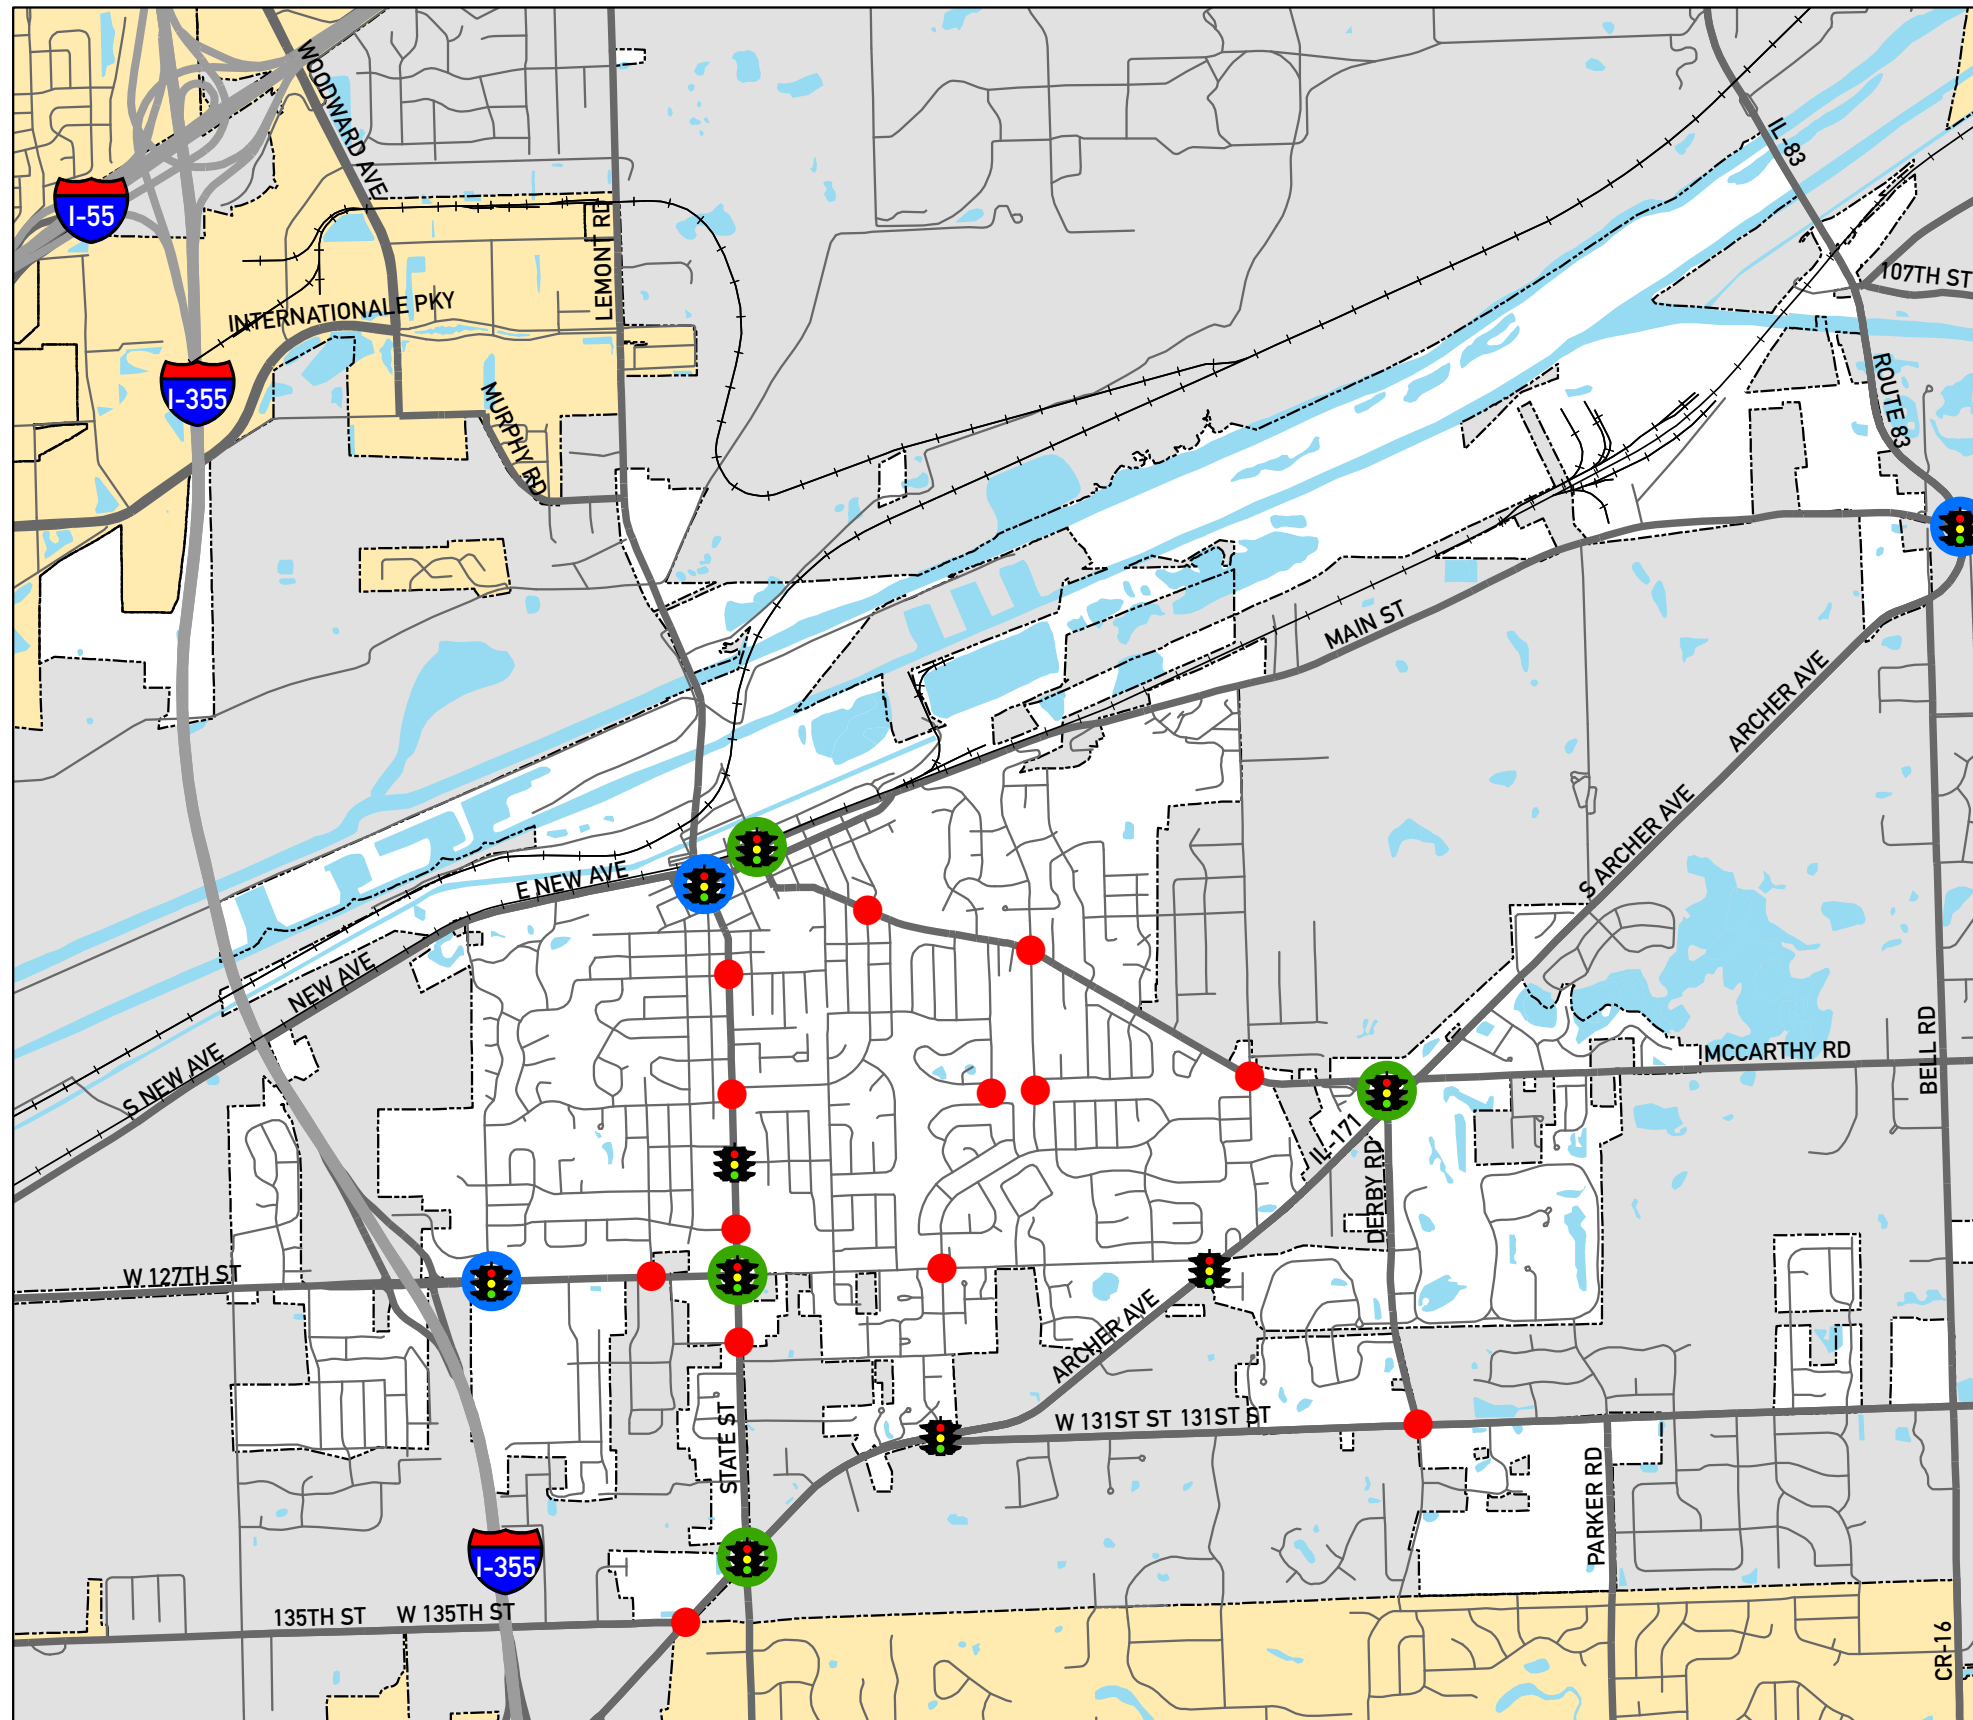 WOODWARD AVE
IL-83
I-55
LEMONT RD
107TH ST
INTERNATIONALE PKY
I-355
MURPHY RD
ROUTE 83
MAIN ST
ARCHER AVE
S ARCHER AVE
E NEW AVE
NEW AVE
S NEW AVE
MCCARTHY RD
BELL RD
IL-171
DERBY RD
W 127TH ST
ARCHER AVE
W 131ST ST 131ST ST
STATE ST
PARKER RD
I-355
135TH ST W 135TH ST
CR-16